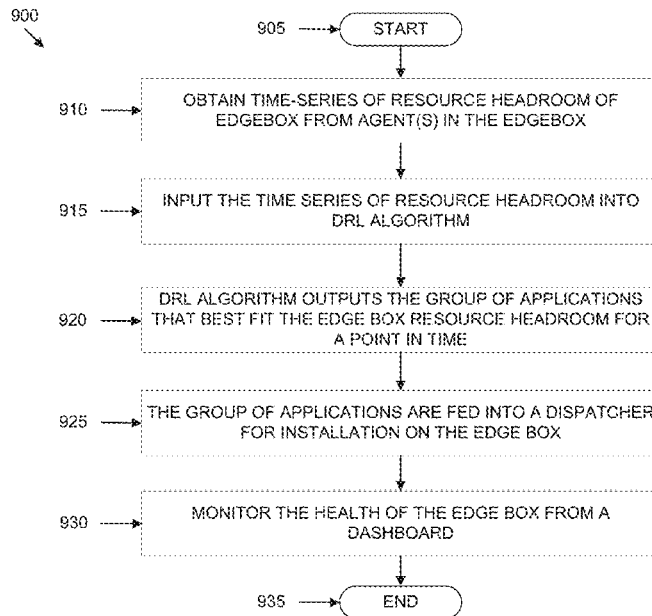 900
905
START
910
OBTAIN TIME-SERIES OF RESOURCE HEADROOM OF
EDGEBOX FROM AGENT(S) IN THE EDGEBOX
915
INPUT THE TIME SERIES OF RESOURCE HEADROOM INTO
DRL ALGORITHM
920
DRL ALGORITHM OUTPUTS THE GROUP OF APPLICATIONS
THAT BEST FIT THE EDGE BOX RESOURCE HEADROOM FOR
A POINT IN TIME
925
THE GROUP OF APPLICATIONS ARE FED INTO A DISPATCHER
FOR INSTALLATION ON THE EDGE BOX
930
MONITOR THE HEALTH OF THE EDGE BOX FROM A
DASHBOARD
935
END